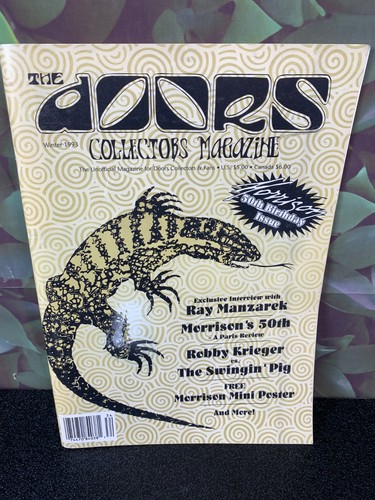 THE DOORS
Winter 1993
COLLECTORS MAGAZINE
The Unofficial Magazine for Doors Collectors & Fans • U.S. $5.00 • Canada $6.00
Morrison
50th Birthday
Issue
Exclusive Interview with
Ray Manzarek
Morrison's 50th
A Paris Review
Robby Krieger
vs.
The Swingin' Pig
FREE
Morrison Mini Poster
And More!